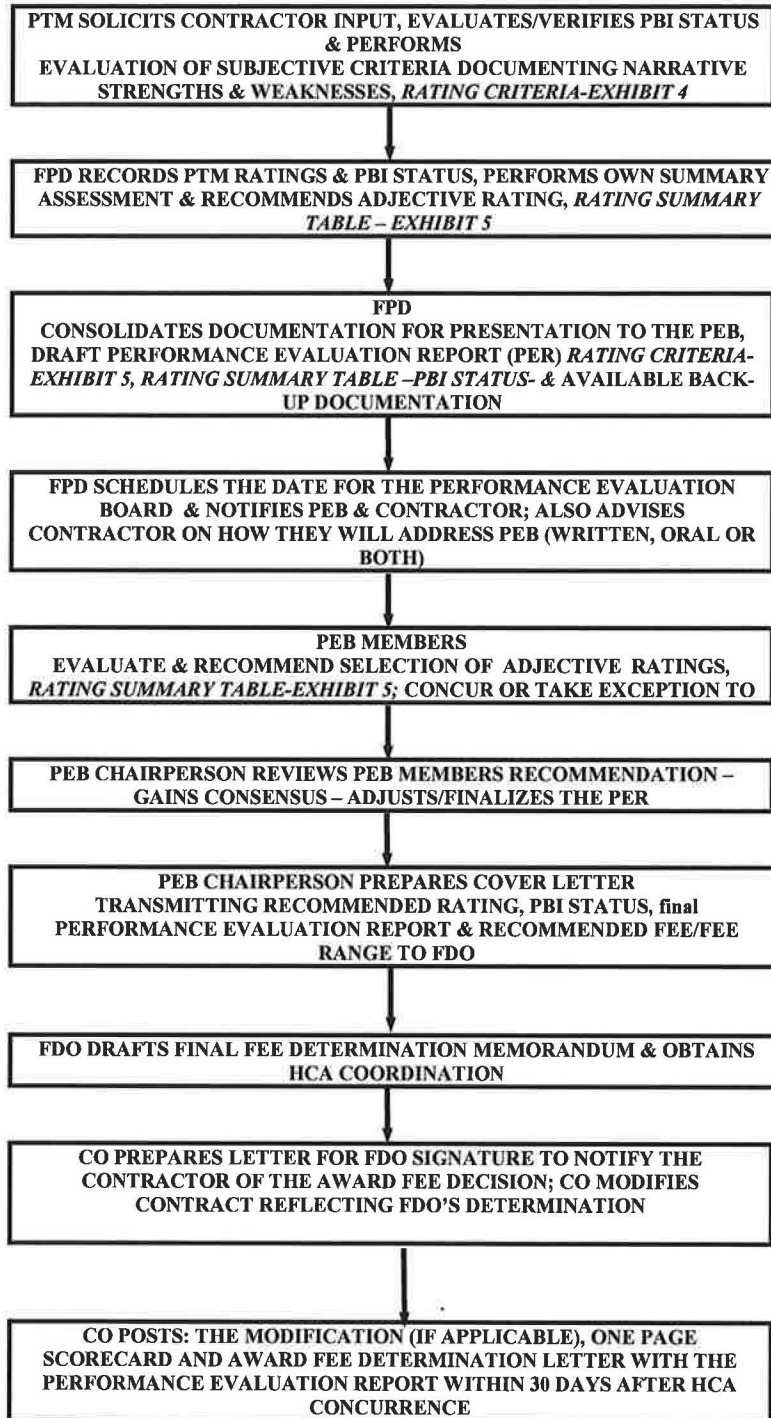 PTM SOLICITS CONTRACTOR INPUT, EVALUATES/VERIFIES PBI STATUS
& PERFORMS
EVALUATION OF SUBJECTIVE CRITERIA DOCUMENTING NARRATIVE
STRENGTHS & WEAKNESSES, RATING CRITERIA-EXHIBIT 4
FPD RECORDS PTM RATINGS & PBI STATUS, PERFORMS OWN SUMMARY
ASSESSMENT & RECOMMENDS ADJECTIVE RATING, RATING SUMMARY
TABLE – EXHIBIT 5
FPD
CONSOLIDATES DOCUMENTATION FOR PRESENTATION TO THE PEB,
DRAFT PERFORMANCE EVALUATION REPORT (PER) RATING CRITERIA-
EXHIBIT 5, RATING SUMMARY TABLE –PBI STATUS- & AVAILABLE BACK-
UP DOCUMENTATION
FPD SCHEDULES THE DATE FOR THE PERFORMANCE EVALUATION
BOARD & NOTIFIES PEB & CONTRACTOR; ALSO ADVISES
CONTRACTOR ON HOW THEY WILL ADDRESS PEB (WRITTEN, ORAL OR
BOTH)
PEB MEMBERS
EVALUATE & RECOMMEND SELECTION OF ADJECTIVE RATINGS,
RATING SUMMARY TABLE-EXHIBIT 5; CONCUR OR TAKE EXCEPTION TO
PEB CHAIRPERSON REVIEWS PEB MEMBERS RECOMMENDATION –
GAINS CONSENSUS – ADJUSTS/FINALIZES THE PER
PEB CHAIRPERSON PREPARES COVER LETTER
TRANSMITTING RECOMMENDED RATING, PBI STATUS, final
PERFORMANCE EVALUATION REPORT & RECOMMENDED FEE/FEE
RANGE TO FDO
FDO DRAFTS FINAL FEE DETERMINATION MEMORANDUM & OBTAINS
HCA COORDINATION
CO PREPARES LETTER FOR FDO SIGNATURE TO NOTIFY THE
CONTRACTOR OF THE AWARD FEE DECISION; CO MODIFIES
CONTRACT REFLECTING FDO'S DETERMINATION
CO POSTS: THE MODIFICATION (IF APPLICABLE), ONE PAGE
SCORECARD AND AWARD FEE DETERMINATION LETTER WITH THE
PERFORMANCE EVALUATION REPORT WITHIN 30 DAYS AFTER HCA
CONCURRENCE